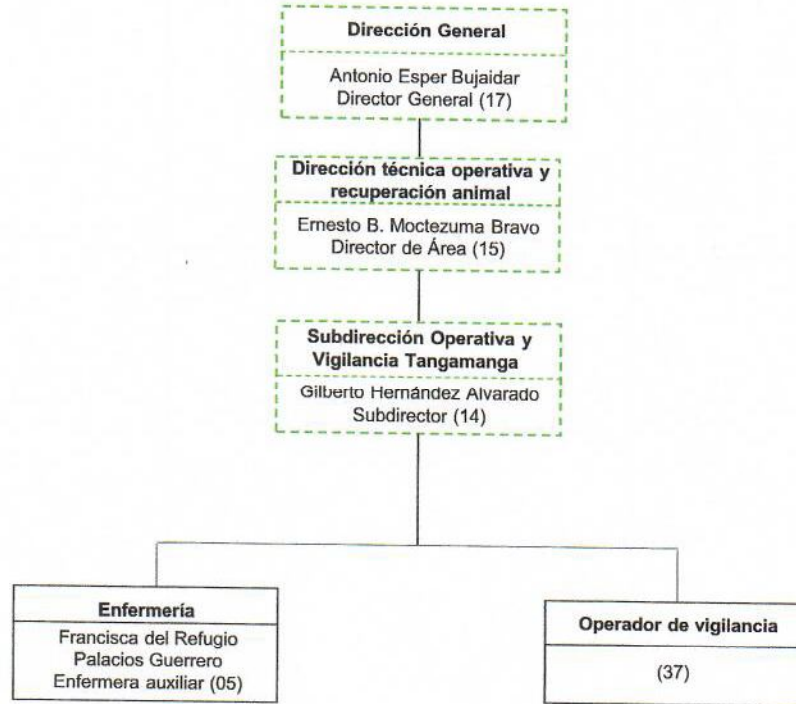 Dirección General
Antonio Esper Bujaidar
Director General (17)
Dirección técnica operativa y
recuperación animal
Ernesto B. Moctezuma Bravo
Director de Área (15)
Subdirección Operativa y
Vigilancia Tangamanga
Gilberto Hernández Alvarado
Subdirector (14)
Enfermería
Francisca del Refugio
Palacios Guerrero
Enfermera auxiliar (05)
Operador de vigilancia
(37)